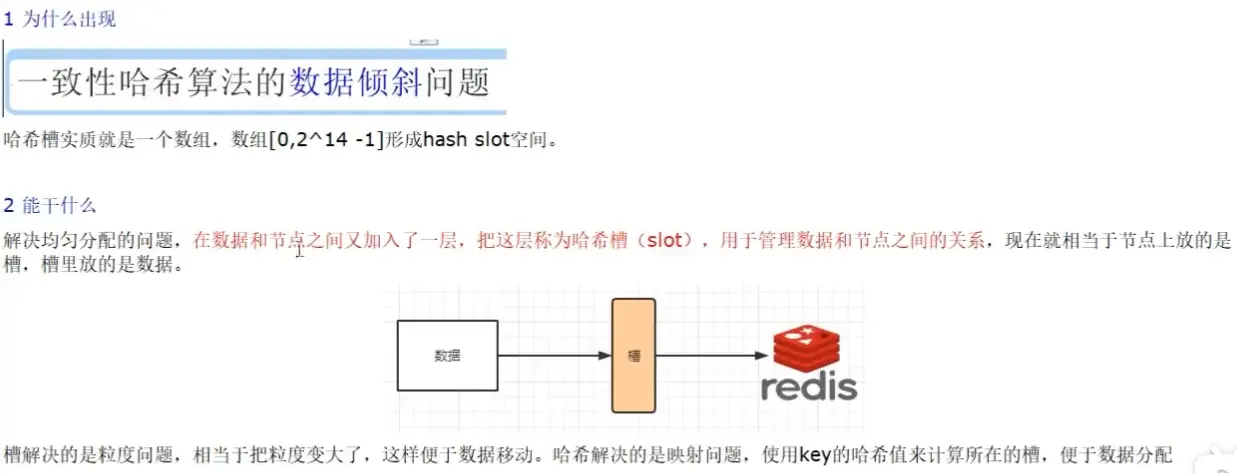 1 为什么出现
一致性哈希算法的数据倾斜问题
哈希槽实质就是一个数组，数组[0,2^14 -1]形成hash slot空间。
2 能干什么
解决均匀分配的问题，在数据和节点之间又加入了一层，把这层称为哈希槽（slot），用于管理数据和节点之间的关系，现在就相当于节点上放的是
槽，槽里放的是数据。
数据
槽
redis
槽解决的是粒度问题，相当于把粒度变大了，这样便于数据移动。哈希解决的是映射问题，使用key的哈希值来计算所在的槽，便于数据分配